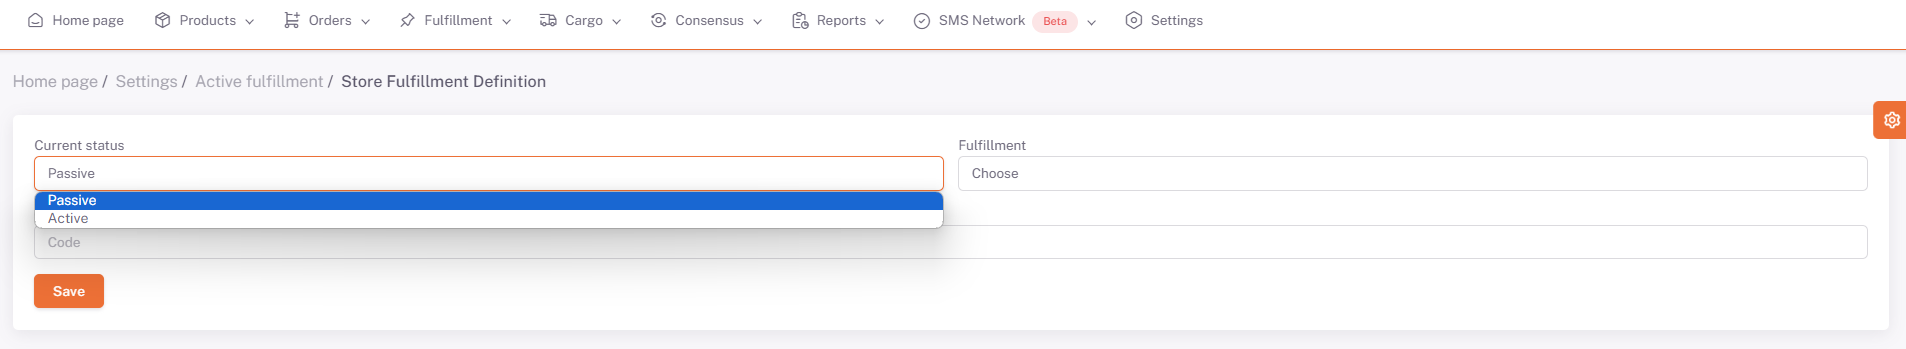 Home page Products Orders Fulfillment Cargo Consensus Reports SMS Network Beta Settings
Home page / Settings / Active fulfillment / Store Fulfillment Definition
Current status Fulfillment
Passive Choose
Passive
Active
Code
Save